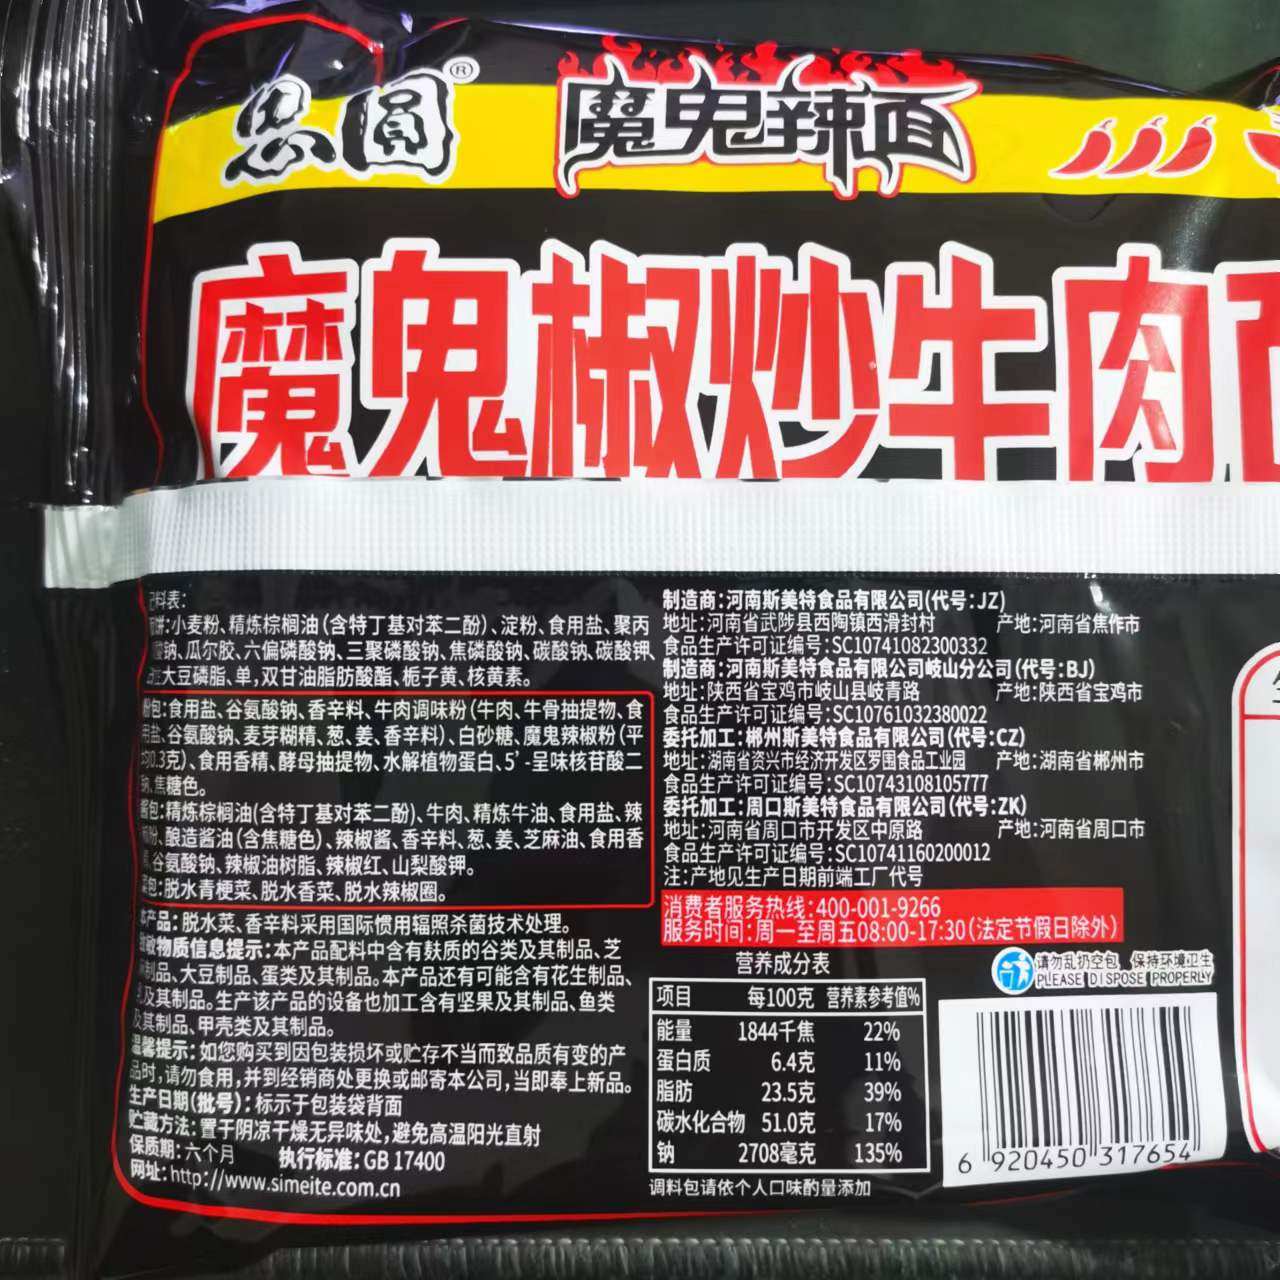 思圆®
魔鬼辣面
魔鬼椒炒牛肉
料表:
饼:小麦粉、精炼棕榈油(含特丁基对苯二酚)、淀粉、食用盐、聚丙
酸钠、瓜尔胶、六偏磷酸钠、三聚磷酸钠、焦磷酸钠、碳酸钠、碳酸钾、
大豆磷脂、单,双甘油脂肪酸酯、栀子黄、核黄素。
粉包:食用盐、谷氨酸钠、香辛料、牛肉调味粉(牛肉、牛骨抽提物、食
用盐、谷氨酸钠、麦芽糊精、葱、姜、香辛料)、白砂糖、魔鬼辣椒粉(平
均0.3克)、食用香精、酵母抽提物、水解植物蛋白、5'-呈味核苷酸二
钠、焦糖色。
酱包:精炼棕榈油(含特丁基对苯二酚)、牛肉、精炼牛油、食用盐、辣
椒粉、酿造酱油(含焦糖色)、辣椒酱、香辛料、葱、姜、芝麻油、食用香
谷氨酸钠、辣椒油树脂、辣椒红、山梨酸钾。
菜包:脱水青梗菜、脱水香菜、脱水辣椒圈。
本产品:脱水菜、香辛料采用国际惯用辐照杀菌技术处理。
致敏物质信息提示:本产品配料中含有麸质的谷类及其制品、芝
麻制品、大豆制品、蛋类及其制品。本产品还有可能含有花生制品、
乳及其制品。生产该产品的设备也加工含有坚果及其制品、鱼类
及其制品、甲壳类及其制品。
温馨提示:如您购买到因包装损坏或贮存不当而致品质有变的产
品时,请勿食用,并到经销商处更换或邮寄本公司,当即奉上新品。
生产日期(批号):标示于包装袋背面
贮藏方法:置于阴凉干燥无异味处,避免高温阳光直射
保质期:六个月 执行标准:GB 17400
网址:http://www.simeite.com.cn
制造商:河南斯美特食品有限公司(代号:JZ)
地址:河南省武陟县西陶镇西滑封村 产地:河南省焦作市
食品生产许可证编号:SC10741082300332
制造商:河南斯美特食品有限公司岐山分公司(代号:BJ)
地址:陕西省宝鸡市岐山县岐青路 产地:陕西省宝鸡市
食品生产许可证编号:SC10761032380022
委托加工:郴州斯美特食品有限公司(代号:CZ)
地址:湖南省资兴市经济开发区罗围食品工业园 产地:湖南省郴州市
食品生产许可证编号:SC10743108105777
委托加工:周口斯美特食品有限公司(代号:ZK)
地址:河南省周口市开发区中原路 产地:河南省周口市
食品生产许可证编号:SC10741160200012
注:产地见生产日期前端工厂代号
消费者服务热线:400-001-9266
服务时间:周一至周五08:00-17:30(法定节假日除外)
营养成分表
项目 每100克 营养素参考值%
能量 1844千焦 22%
蛋白质 6.4克 11%
脂肪 23.5克 39%
碳水化合物 51.0克 17%
钠 2708毫克 135%
调料包请依个人口味酌量添加
请勿乱扔空包 保持环境卫生
PLEASE DISPOSE PROPERLY
6 920450 317654